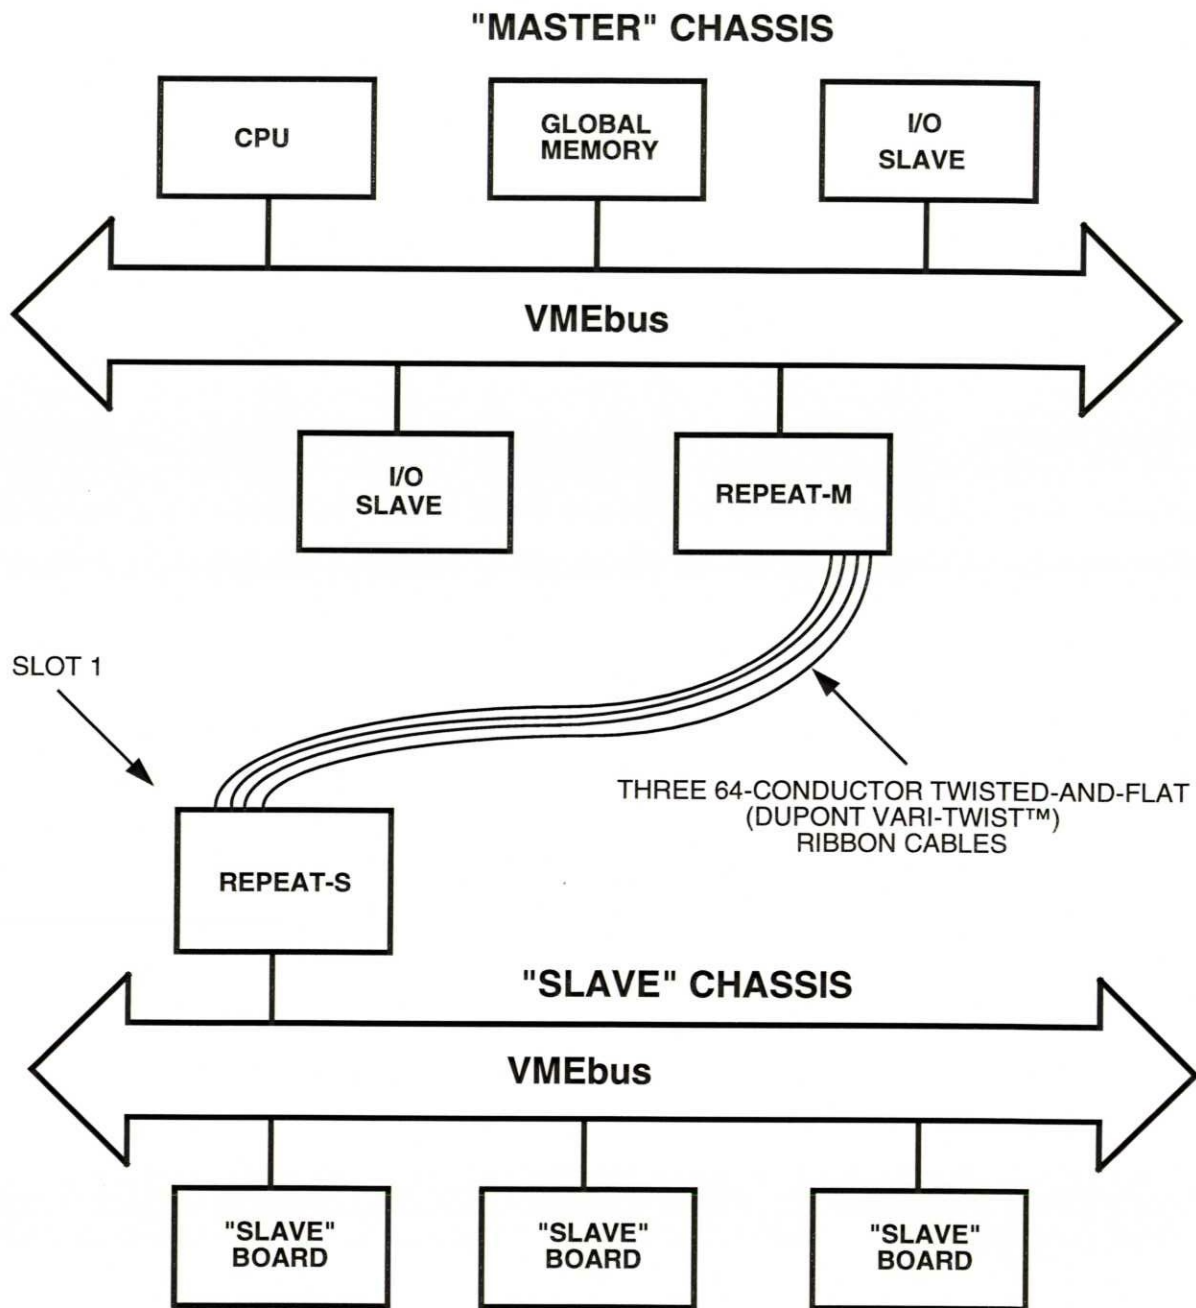 "MASTER" CHASSIS
CPU
GLOBAL
MEMORY
I/O
SLAVE
VMEbus
I/O
SLAVE
REPEAT-M
SLOT 1
THREE 64-CONDUCTOR TWISTED-AND-FLAT
(DUPONT VARI-TWIST™)
RIBBON CABLES
REPEAT-S
"SLAVE" CHASSIS
VMEbus
"SLAVE"
BOARD
"SLAVE"
BOARD
"SLAVE"
BOARD